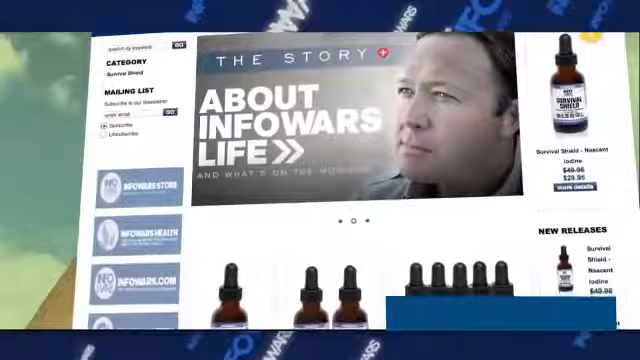 INFOWARS
search by keyword GO
CATEGORY
- Survival Shield
MAILING LIST
Subscribe to our Newsletter
GO
Subscribe
Unsubscribe
INFOWARS STORE
INFOWARS HEALTH
INFOWARS.COM
THE STORY
ABOUT
INFOWARS
LIFE
AND WHAT'S ON THE HORIZON
SURVIVAL
SHIELD
Survival Shield - Nascent
Iodine
$49.95
$29.95
more details
NEW RELEASES
Survival
Shield -
Nascent
Iodine
$49.95